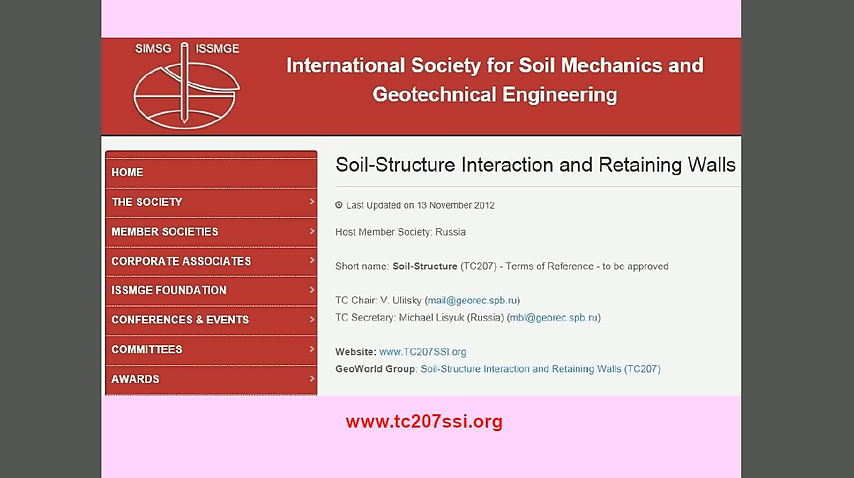 SIMSG ISSMGE
International Society for Soil Mechanics and
Geotechnical Engineering
HOME
THE SOCIETY
MEMBER SOCIETIES
CORPORATE ASSOCIATES
ISSMGE FOUNDATION
CONFERENCES & EVENTS
COMMITTEES
AWARDS
Soil-Structure Interaction and Retaining Walls
Last Updated on 13 November 2012
Host Member Society: Russia
Short name: Soil-Structure (TC207) - Terms of Reference - to be approved
TC Chair: V. Ulitsky (mail@georec.spb.ru)
TC Secretary: Michael Lisyuk (Russia) (mbl@georec.spb.ru)
Website: www.TC207SSI.org
GeoWorld Group: Soil-Structure Interaction and Retaining Walls (TC207)
www.tc207ssi.org